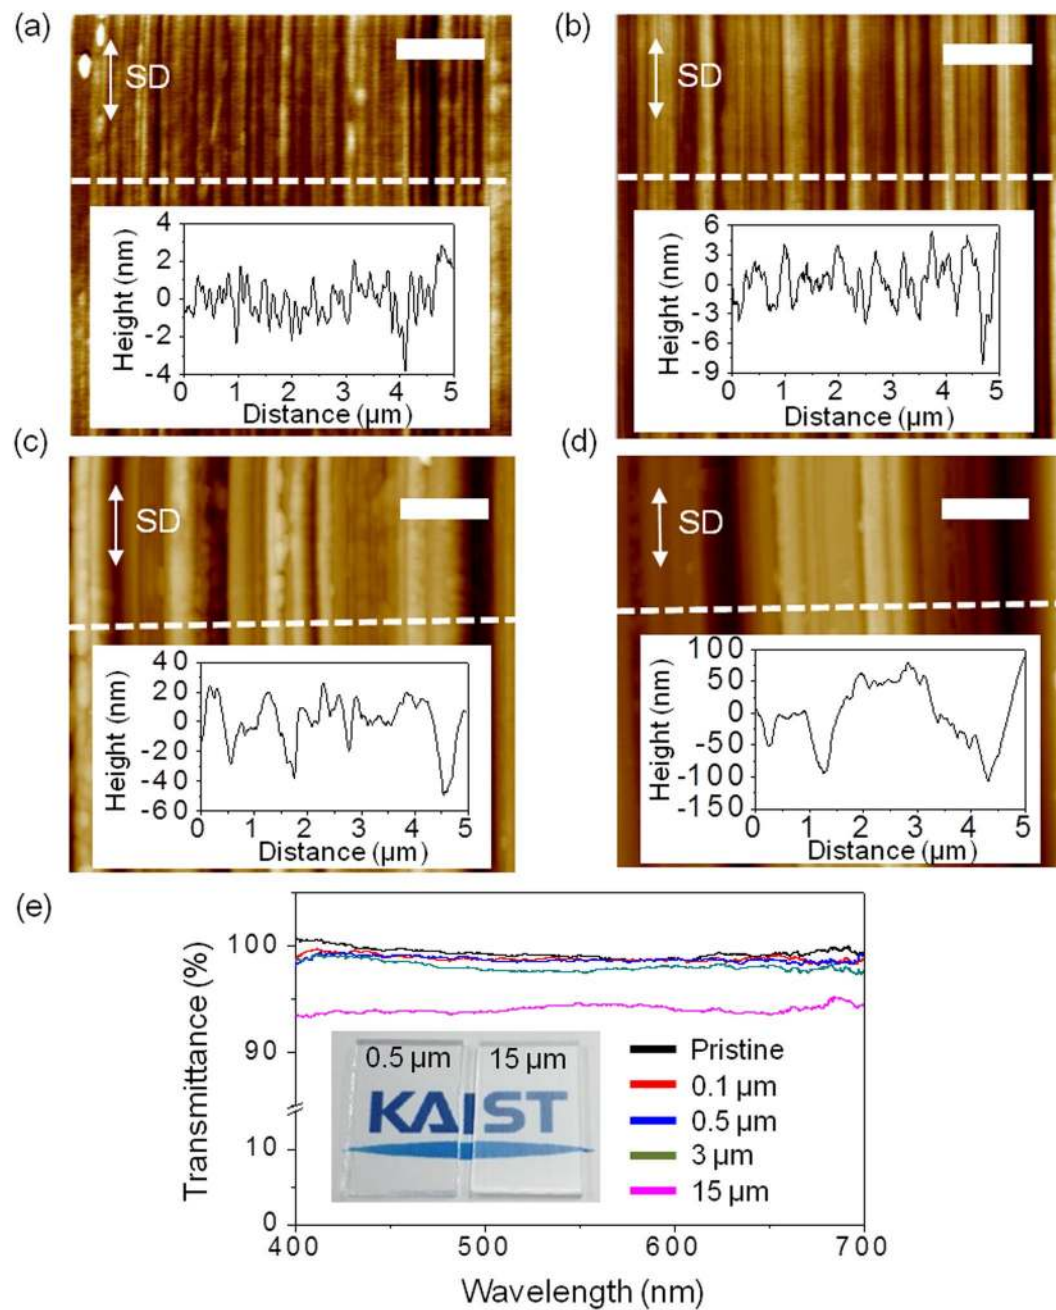 (a)
SD
4
2
0
-2
-4
Height (nm)
0 1 2 3 4 5
Distance (µm)
(b)
SD
6
3
0
-3
-6
-9
Height (nm)
0 1 2 3 4 5
Distance (µm)
(c)
SD
40
20
0
-20
-40
-60
Height (nm)
0 1 2 3 4 5
Distance (µm)
(d)
SD
100
50
0
-50
-100
-150
Height (nm)
0 1 2 3 4 5
Distance (µm)
(e)
Transmittance (%)
100
90
10
0
0.5 µm 15 µm
KAIST
Pristine
0.1 µm
0.5 µm
3 µm
15 µm
400 500 600 700
Wavelength (nm)